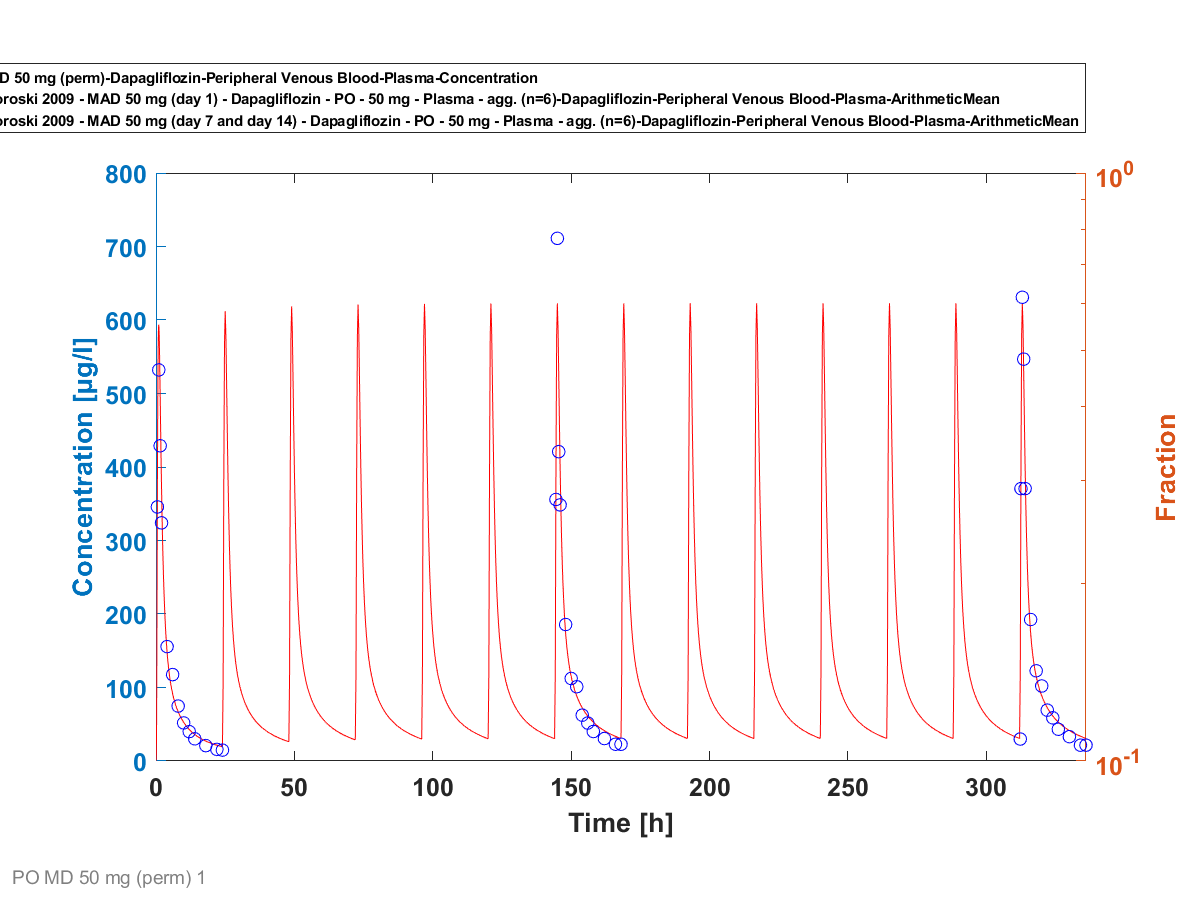 D 50 mg (perm)-Dapagliflozin-Peripheral Venous Blood-Plasma-Concentration
oroski 2009 - MAD 50 mg (day 1) - Dapagliflozin - PO - 50 mg - Plasma - agg. (n=6)-Dapagliflozin-Peripheral Venous Blood-Plasma-ArithmeticMean
oroski 2009 - MAD 50 mg (day 7 and day 14) - Dapagliflozin - PO - 50 mg - Plasma - agg. (n=6)-Dapagliflozin-Peripheral Venous Blood-Plasma-ArithmeticMean
800
700
600
500
400
300
200
100
0
Concentration [µg/l]
10^0
10^-1
Fraction
0 50 100 150 200 250 300
Time [h]
PO MD 50 mg (perm) 1